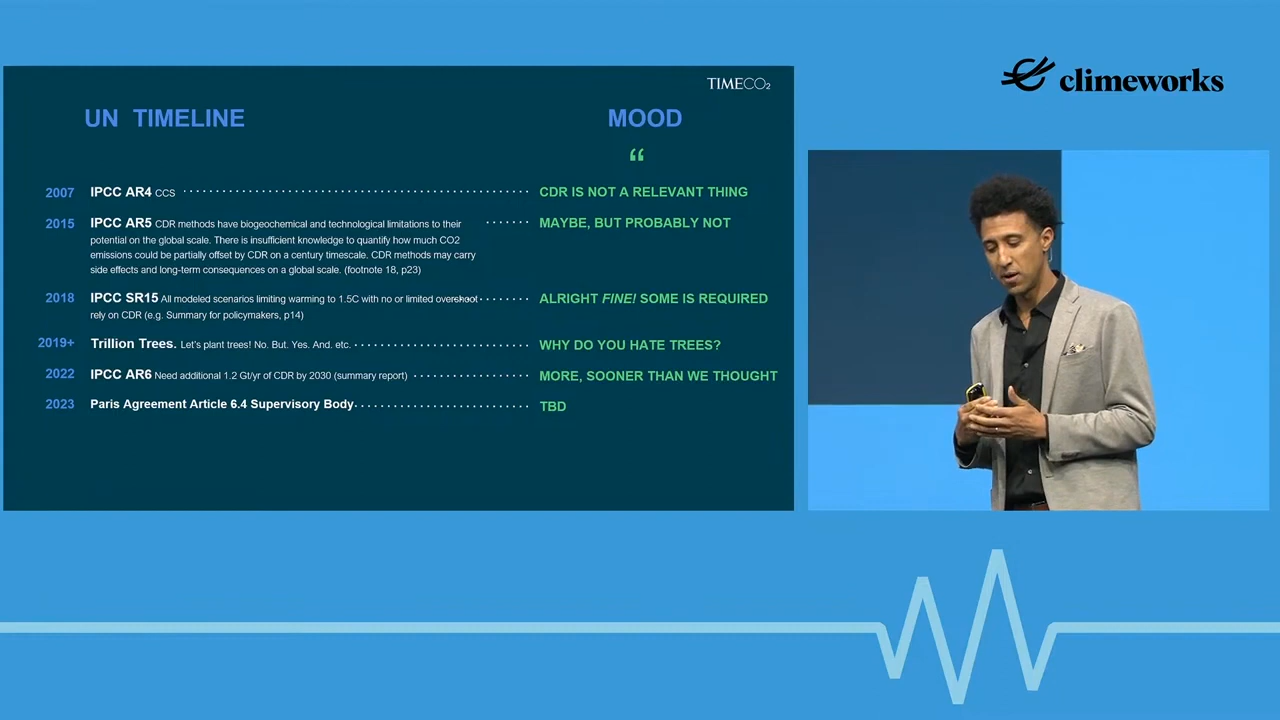 TIMECO₂
climeworks
UN TIMELINE
MOOD
“
2007 IPCC AR4 CCS CDR IS NOT A RELEVANT THING
2015 IPCC AR5 CDR methods have biogeochemical and technological limitations to their MAYBE, BUT PROBABLY NOT
potential on the global scale. There is insufficient knowledge to quantify how much CO2
emissions could be partially offset by CDR on a century timescale. CDR methods may carry
side effects and long-term consequences on a global scale. (footnote 18, p23)
2018 IPCC SR15 All modeled scenarios limiting warming to 1.5C with no or limited overshoot ALRIGHT FINE! SOME IS REQUIRED
rely on CDR (e.g. Summary for policymakers, p14)
2019+ Trillion Trees. Let's plant trees! No. But. Yes. And. etc. WHY DO YOU HATE TREES?
2022 IPCC AR6 Need additional 1.2 Gt/yr of CDR by 2030 (summary report) MORE, SOONER THAN WE THOUGHT
2023 Paris Agreement Article 6.4 Supervisory Body TBD